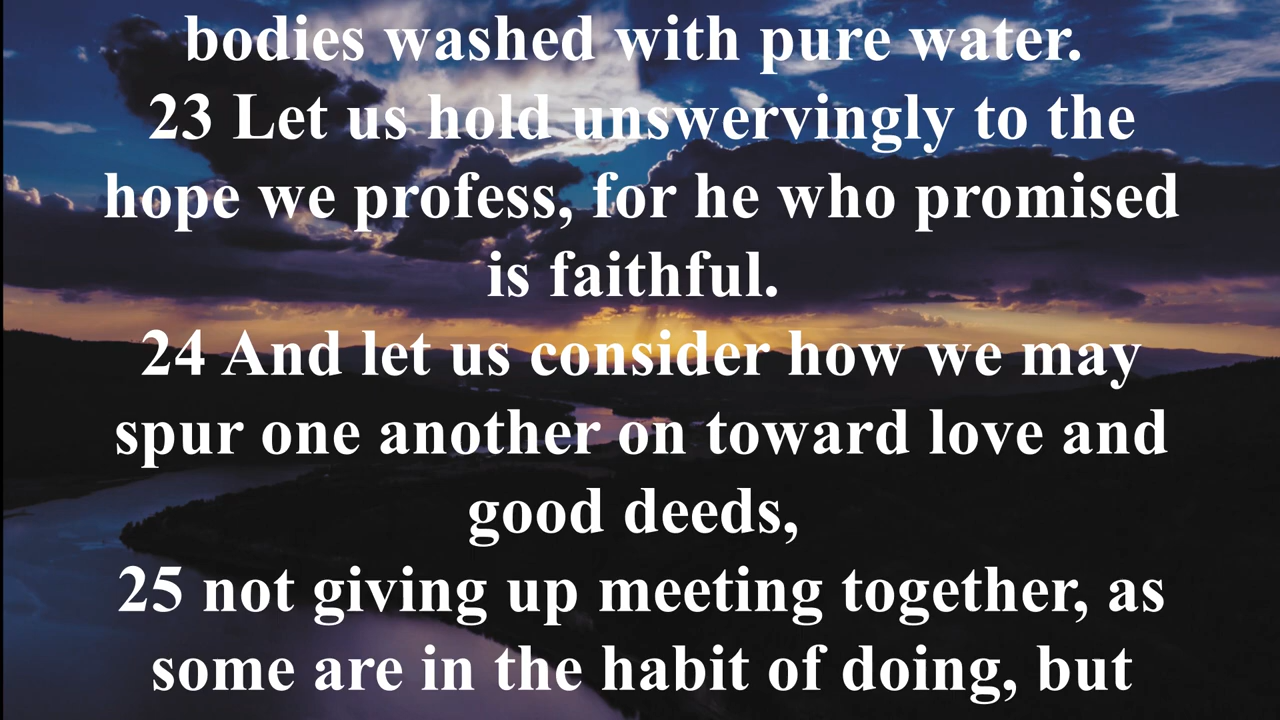 bodies washed with pure water.
23 Let us hold unswervingly to the
hope we profess, for he who promised
is faithful.
24 And let us consider how we may
spur one another on toward love and
good deeds,
25 not giving up meeting together, as
some are in the habit of doing, but